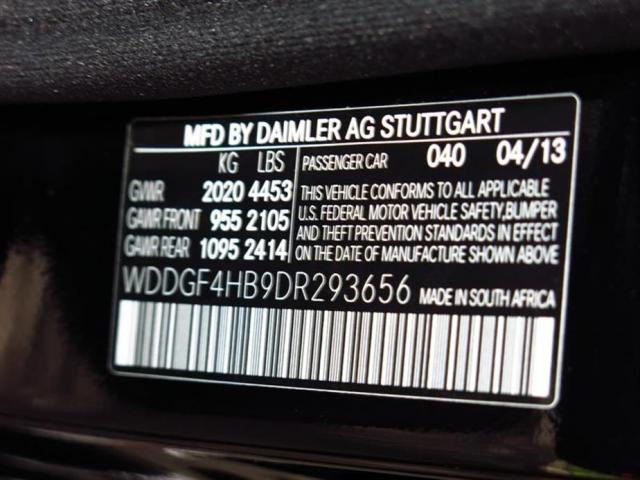 MFD BY DAIMLER AG STUTTGART
KG LBS
GVWR 2020 4453
GAWR FRONT 955 2105
GAWR REAR 1095 2414
PASSENGER CAR 040 04/13
THIS VEHICLE CONFORMS TO ALL APPLICABLE
U.S. FEDERAL MOTOR VEHICLE SAFETY,BUMPER
AND THEFT PREVENTION STANDARDS IN EFFECT
ON THE DATE OF MANUFACTURE SHOWN ABOVE
WDDGF4HB9DR293656 MADE IN SOUTH AFRICA